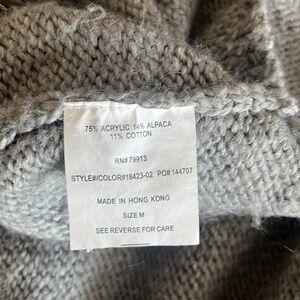 75% ACRYLIC 14% ALPACA
11% COTTON
RN# 79913
STYLE#/COLOR#18423-02 PO#144707
MADE IN HONG KONG
SIZE M
SEE REVERSE FOR CARE